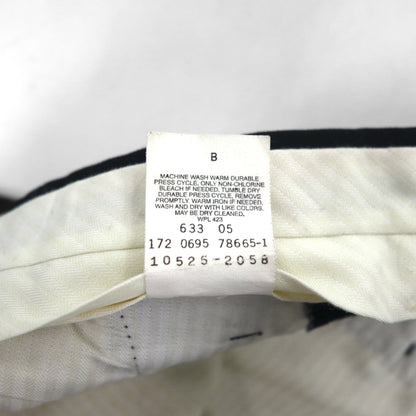 B
MACHINE WASH WARM DURABLE
PRESS CYCLE, ONLY NON-CHLORINE
BLEACH IF NEEDED. TUMBLE DRY
DURABLE PRESS CYCLE, REMOVE
PROMPTLY. WARM IRON IF NEEDED.
WASH AND DRY WITH LIKE COLORS.
MAY BE DRY CLEANED.
WPL 423
633 05
172 0695 78665-1
10525-2058